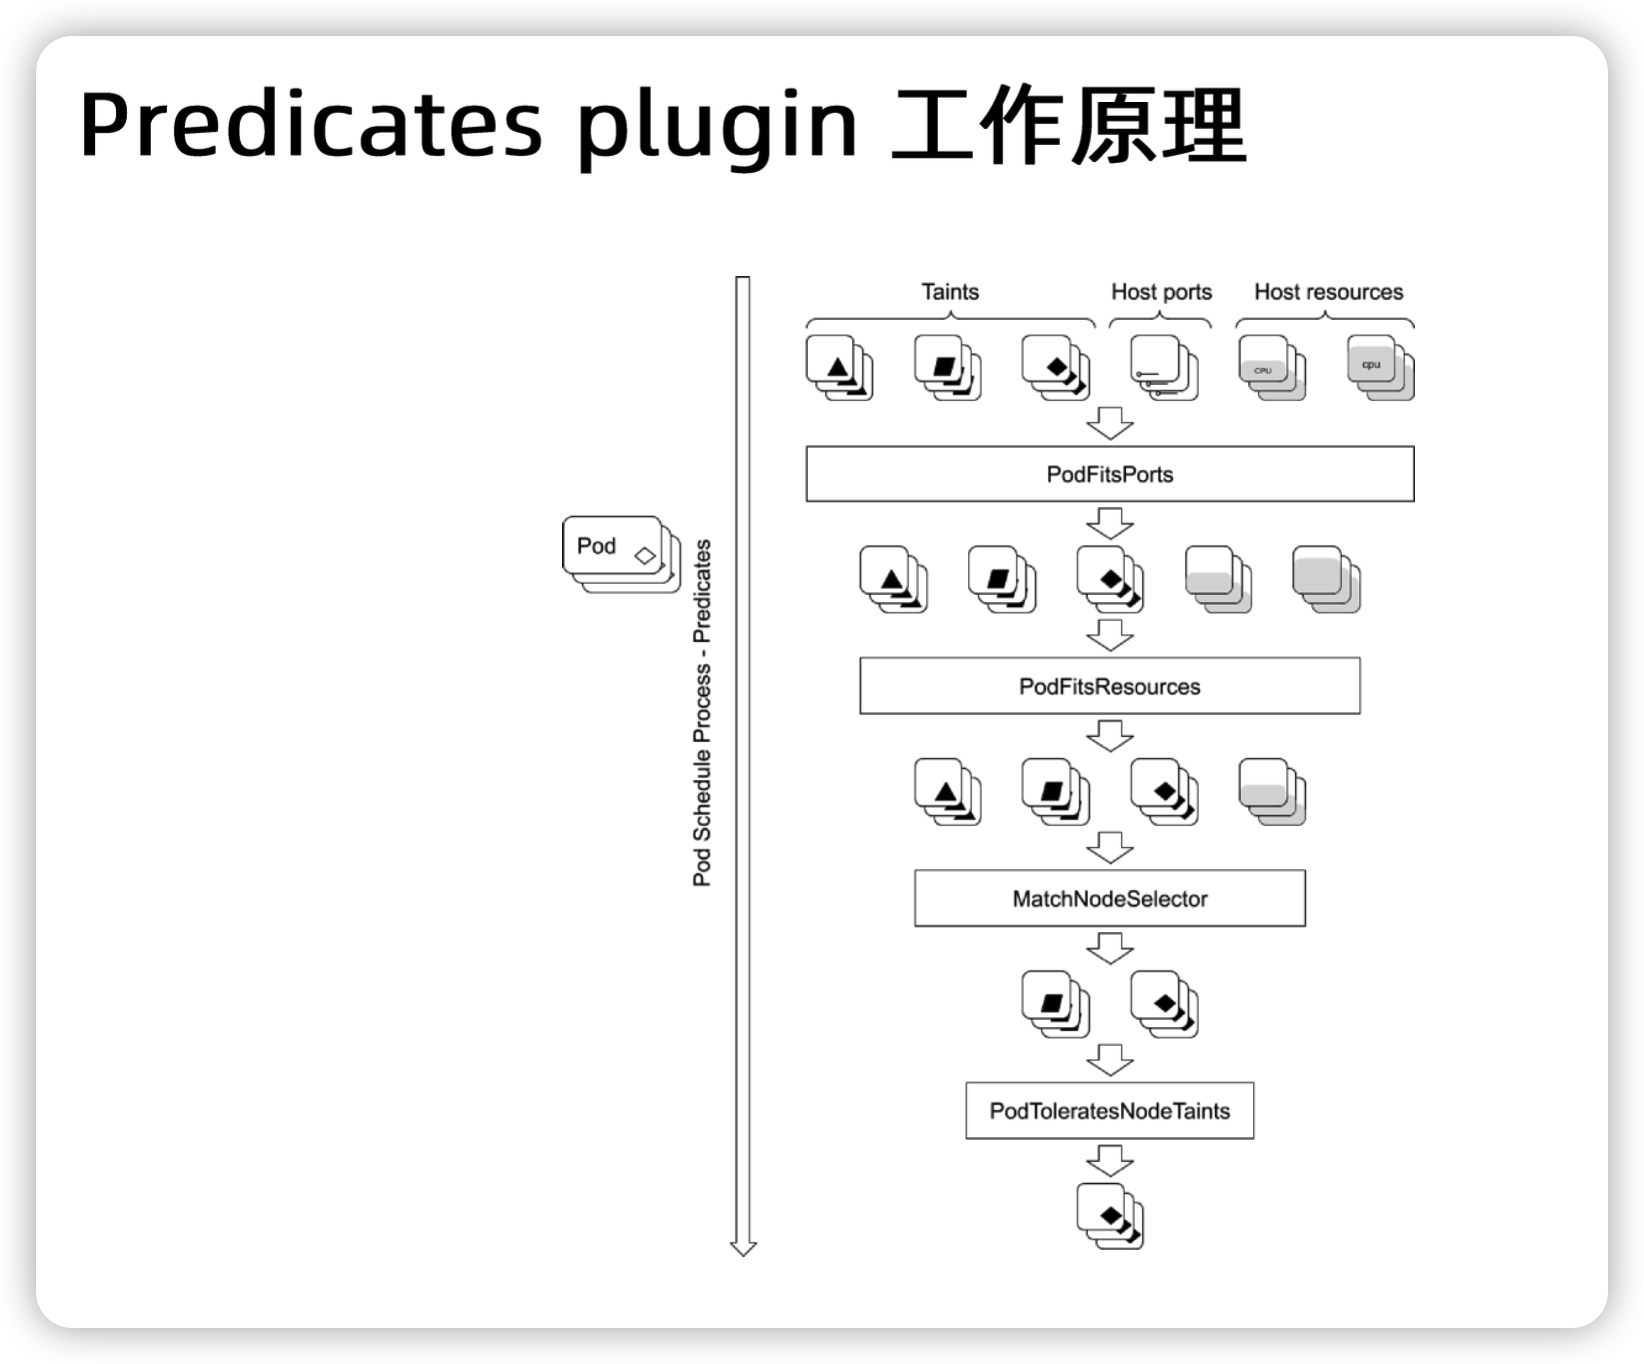 Predicates plugin 工作原理
Taints
Host ports
Host resources
CPU
cpu
PodFitsPorts
Pod
Pod Schedule Process - Predicates
PodFitsResources
MatchNodeSelector
PodToleratesNodeTaints